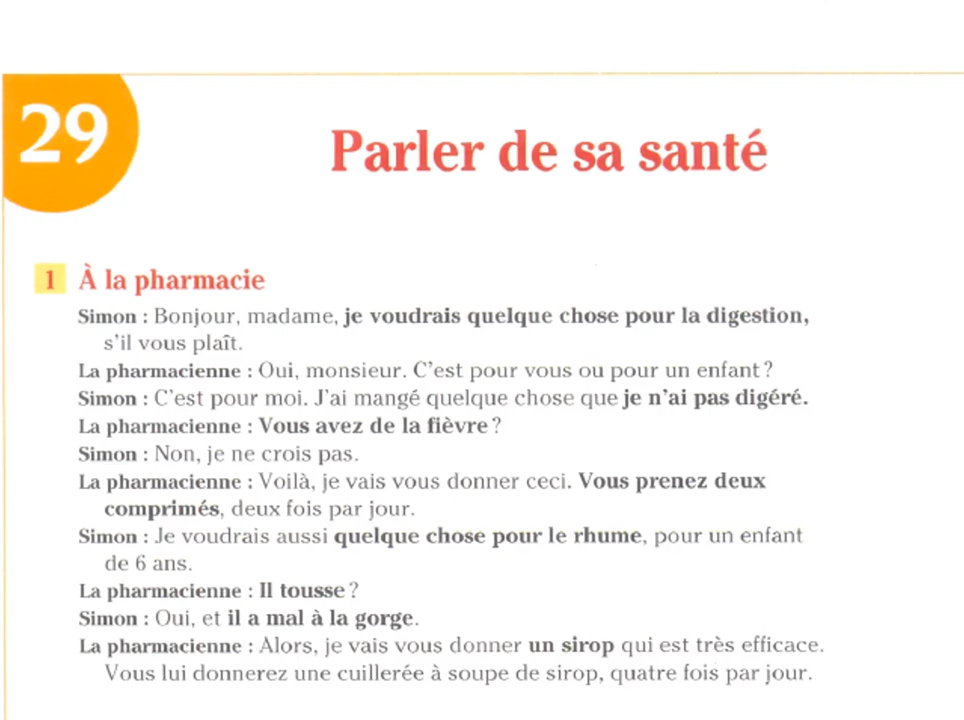 29
Parler de sa santé
1 À la pharmacie
Simon : Bonjour, madame, je voudrais quelque chose pour la digestion,
s'il vous plaît.
La pharmacienne : Oui, monsieur. C'est pour vous ou pour un enfant ?
Simon : C'est pour moi. J'ai mangé quelque chose que je n'ai pas digéré.
La pharmacienne : Vous avez de la fièvre ?
Simon : Non, je ne crois pas.
La pharmacienne : Voilà, je vais vous donner ceci. Vous prenez deux
comprimés, deux fois par jour.
Simon : Je voudrais aussi quelque chose pour le rhume, pour un enfant
de 6 ans.
La pharmacienne : Il tousse ?
Simon : Oui, et il a mal à la gorge.
La pharmacienne : Alors, je vais vous donner un sirop qui est très efficace.
Vous lui donnerez une cuillerée à soupe de sirop, quatre fois par jour.